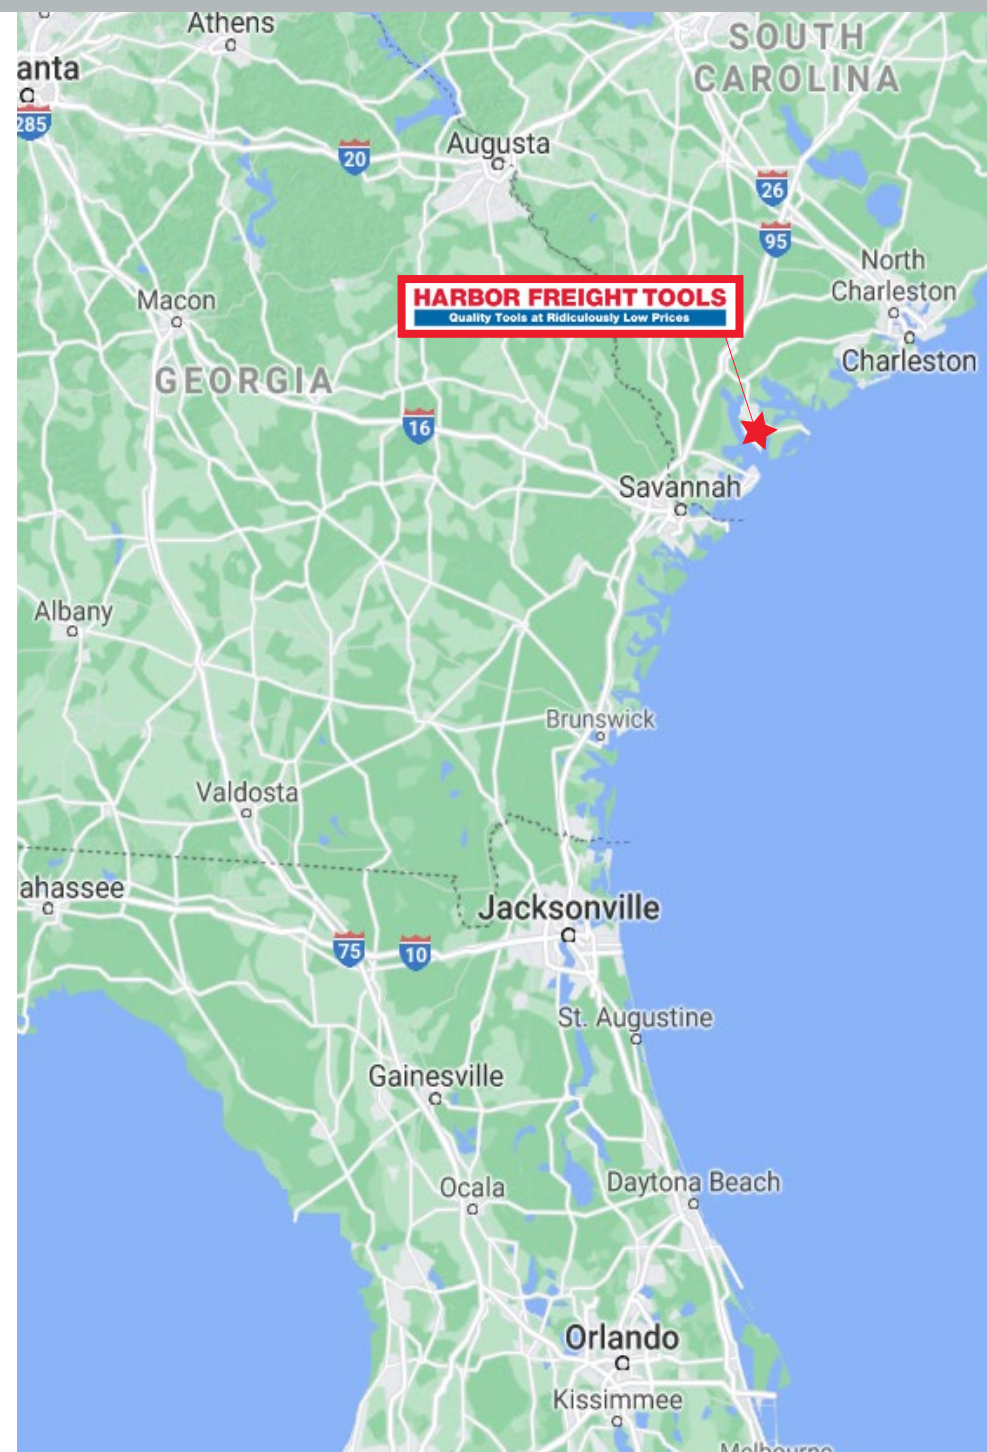 Athens
SOUTH
CAROLINA
anta
285
20
Augusta
26
95
North
Charleston
Macon
HARBOR FREIGHT TOOLS
Quality Tools at Ridiculously Low Prices
Charleston
GEORGIA
16
Savannah
Albany
Brunswick
Valdosta
ahassee
Jacksonville
75
10
St. Augustine
Gainesville
Ocala
Daytona Beach
Orlando
Kissimmee
Melbourne